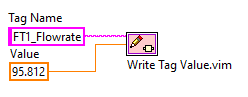 Tag Name
FT1_Flowrate
Value
95.812
Write Tag Value.vim